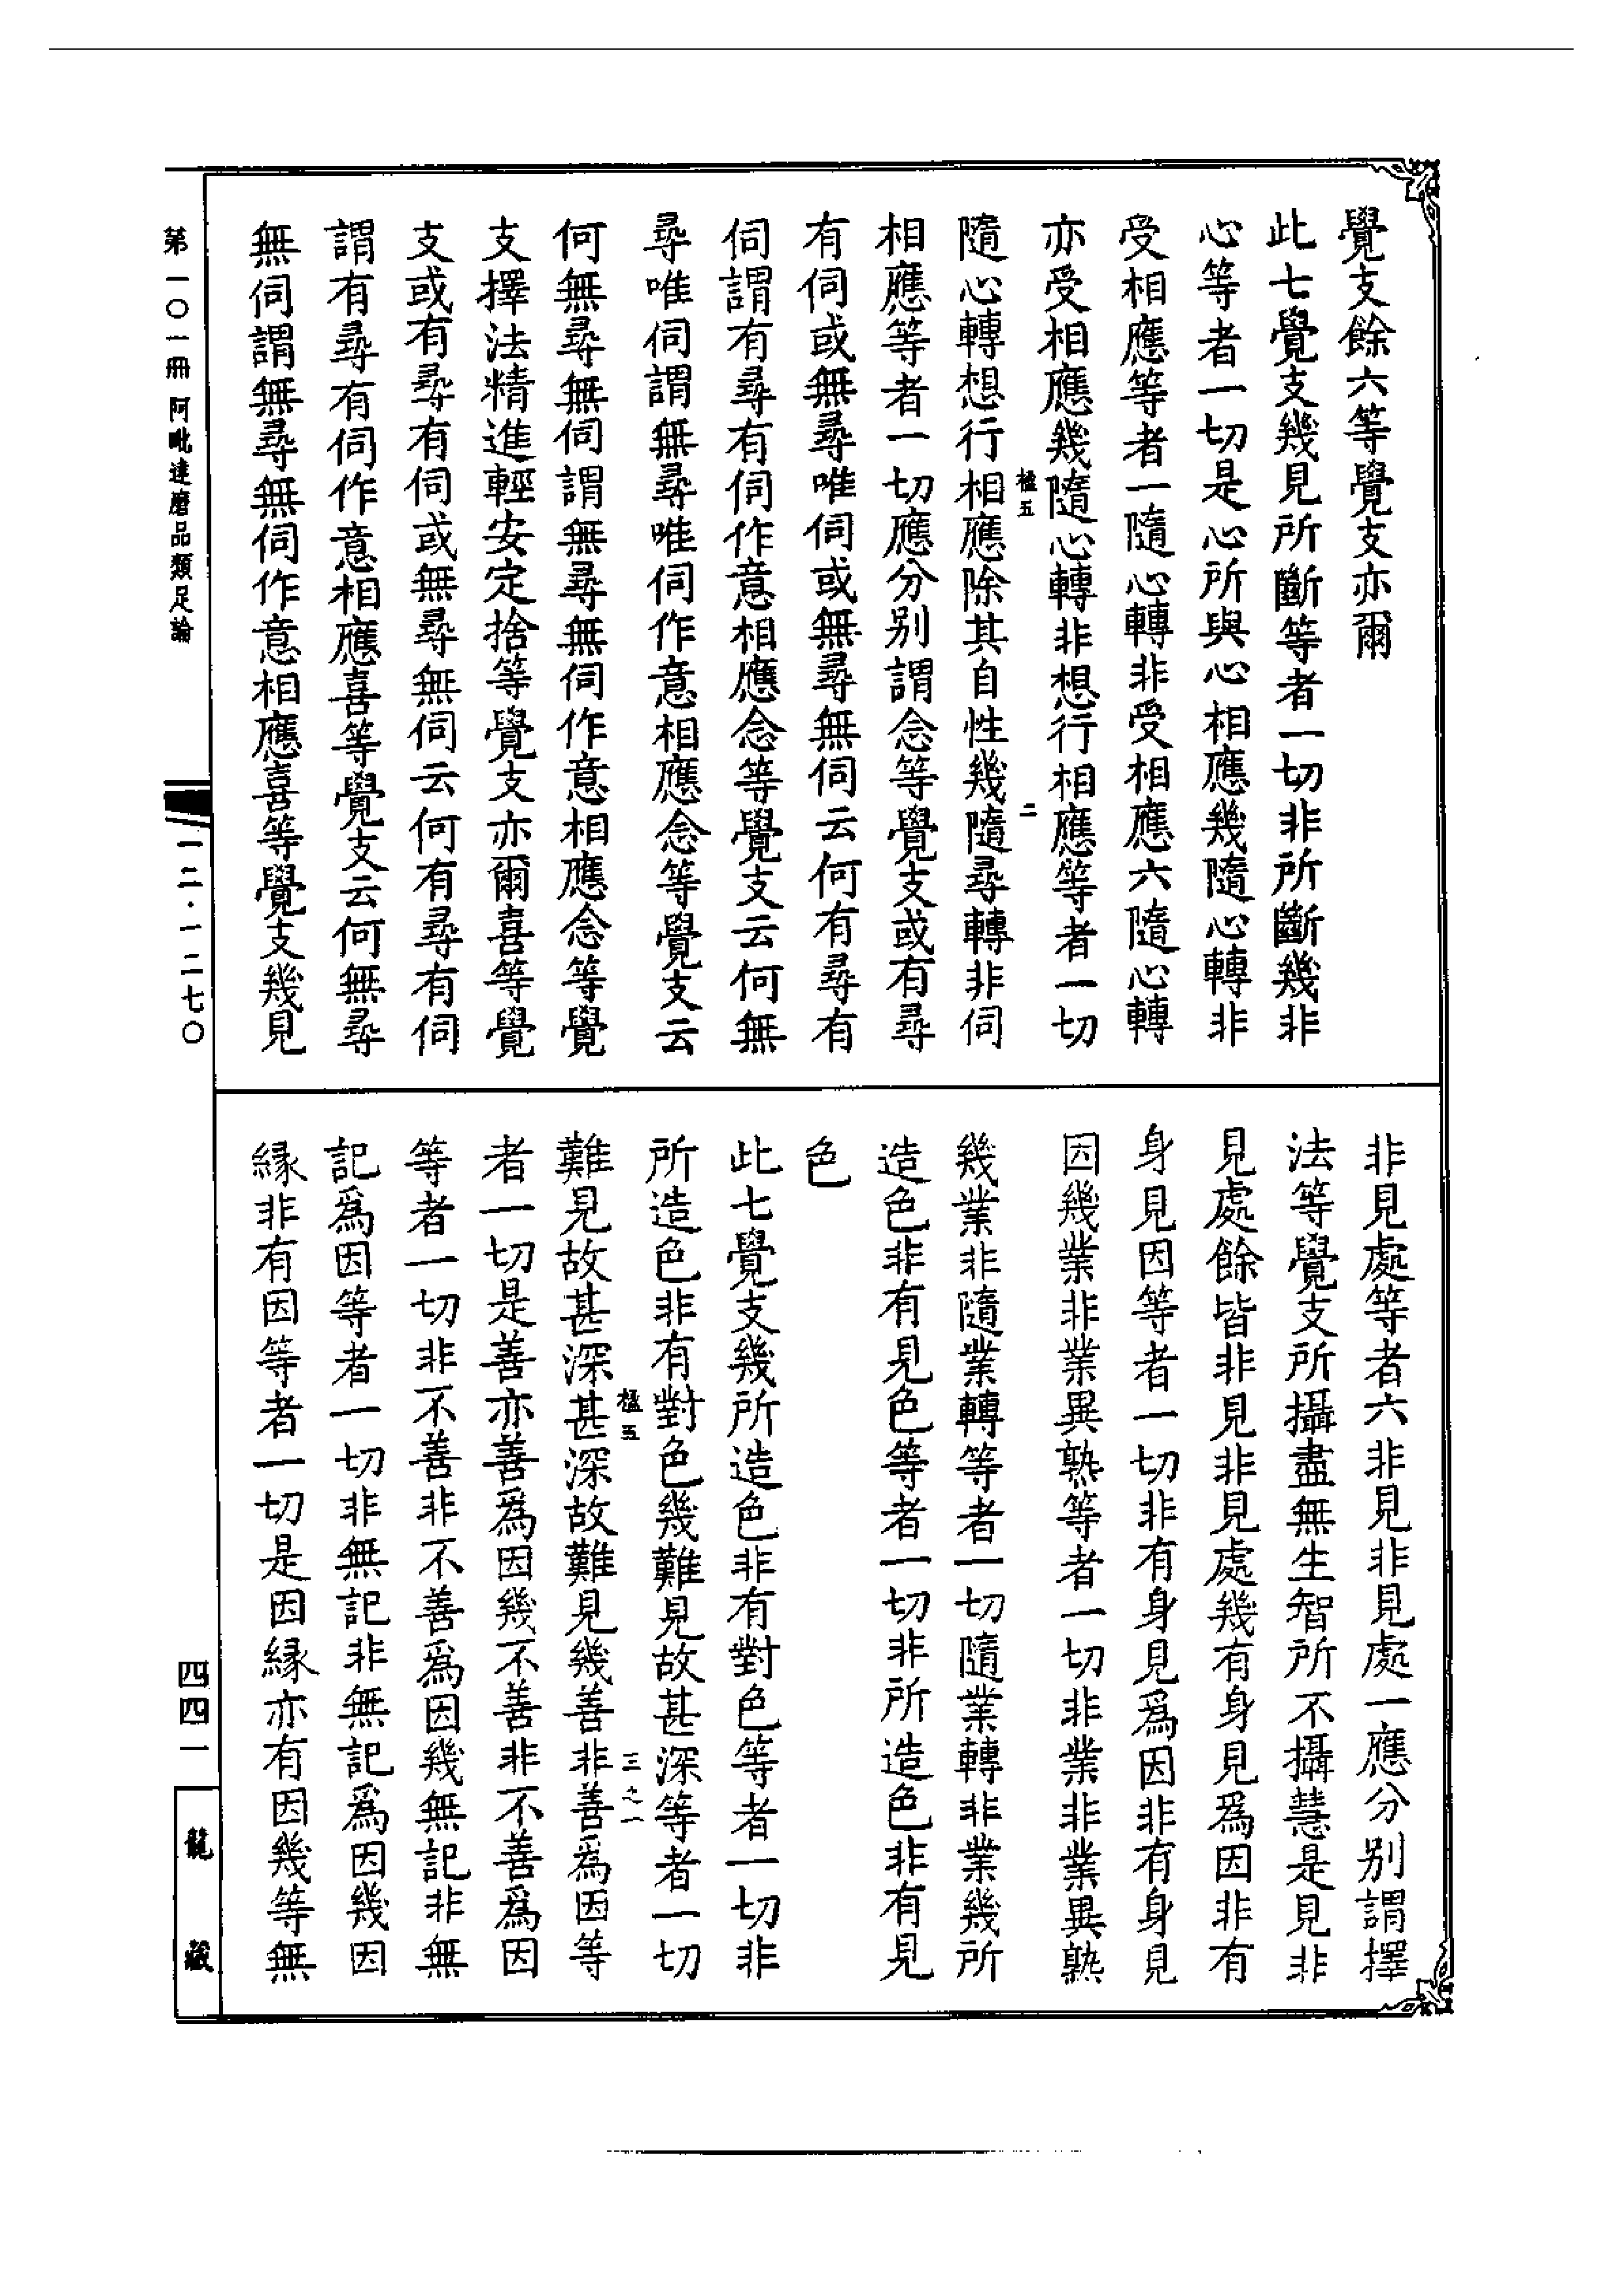 覺支餘六等覺支亦爾
此七覺支幾見所斷等者一切非所斷幾非
心等者一切是心所與心相應幾隨心轉非
受相應等者一隨心轉非受相應六隨心轉
亦受相應幾隨心轉非想行相應等者一切
隨心轉想行相應除其自性幾隨尋轉非伺
相應等者一切應分别謂念等覺支或有尋
有伺或無尋唯伺或無尋無伺云何有尋有
伺謂有尋有伺作意相應念等覺支云何無
尋唯伺謂無尋唯伺作意相應念等覺支云
何無尋無伺謂無尋無伺作意相應念等覺
支擇法精進輕安定捨等覺支亦爾喜等覺
支或有尋有伺或無尋無伺云何有尋有伺
謂有尋有伺作意相應喜等覺支云何無尋
無伺謂無尋無伺作意相應喜等覺支幾見
楹五
二
非見處等者六非見非見處一應分别謂擇
法等覺支所攝盡無生智所不攝慧是見非
見處餘皆非見非見處幾有身見爲因非有
身見因等者一切非有身見爲因非有身見
因幾業非業異熟等者一切非業非業異熟
幾業非隨業轉等者一切隨業轉非業幾所
造色非有見色等者一切非所造色非有見
色
此七覺支幾所造色非有對色等者一切非
所造色非有對色幾難見故甚深等者一切
難見故甚深甚深故難見幾善非善爲因等
者一切是善亦善爲因幾不善非不善爲因
等者一切非不善非不善爲因幾無記非無
記爲因等者一切非無記非無記爲因幾因
縁非有因等者一切是因縁亦有因幾等無
楹五
三之一
第一〇一冊 阿毗達磨品類足論
一二·一二七〇
四四一
龍藏